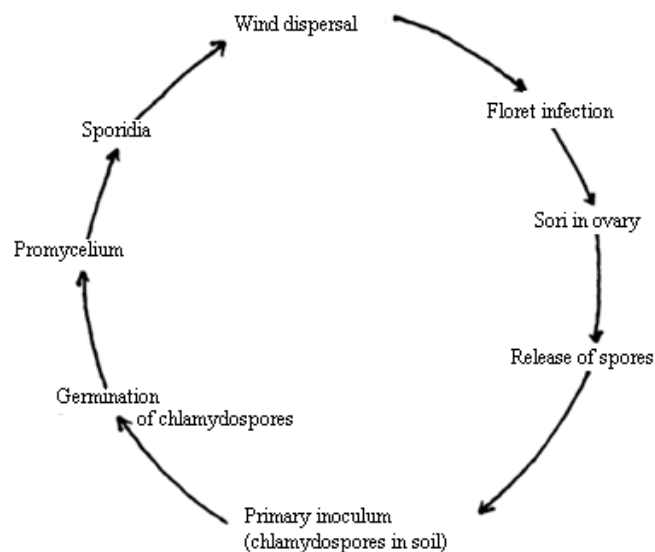 Wind dispersal
Floret infection
Sori in ovary
Release of spores
Primary inoculum
(chlamydospores in soil)
Germination
of chlamydospores
Promycelium
Sporidia